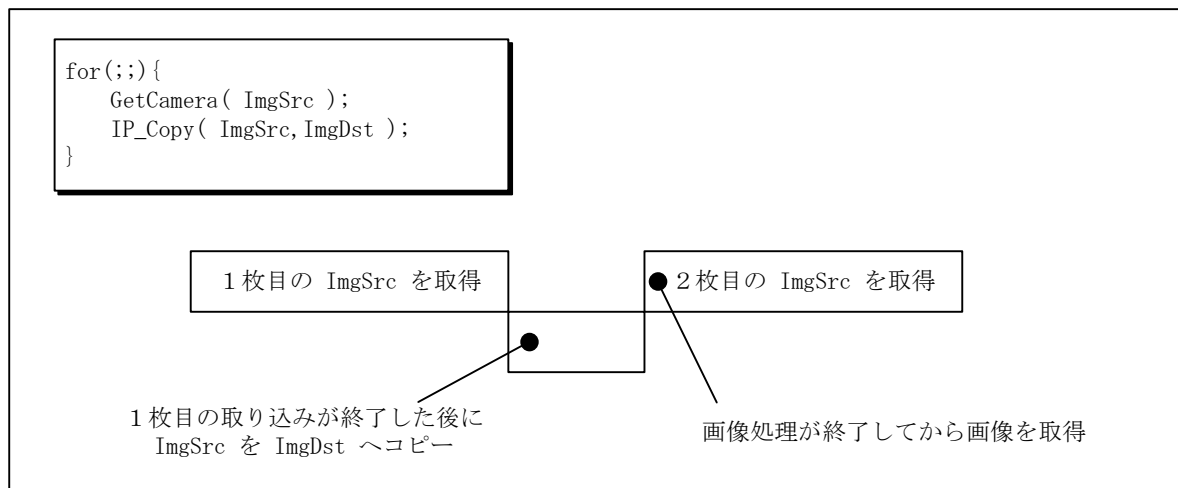 for(;;){
GetCamera( ImgSrc );
IP_Copy( ImgSrc,ImgDst );
}
１枚目の ImgSrc を取得
２枚目の ImgSrc を取得
１枚目の取り込みが終了した後に
ImgSrc を ImgDst へコピー
画像処理が終了してから画像を取得